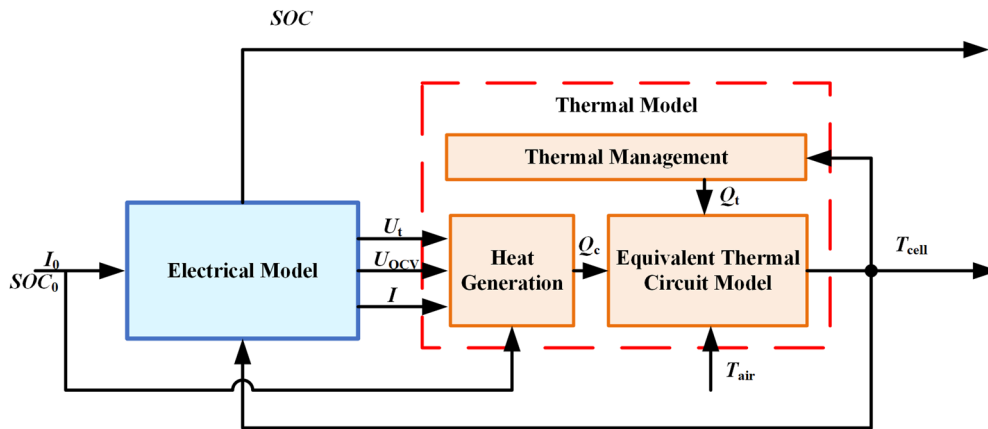 SOC
Thermal Model
Thermal Management
Qt
Ut
I0
SOC0
Electrical Model
UOCV
I
Heat
Generation
Qc
Equivalent Thermal
Circuit Model
Tcell
Tair